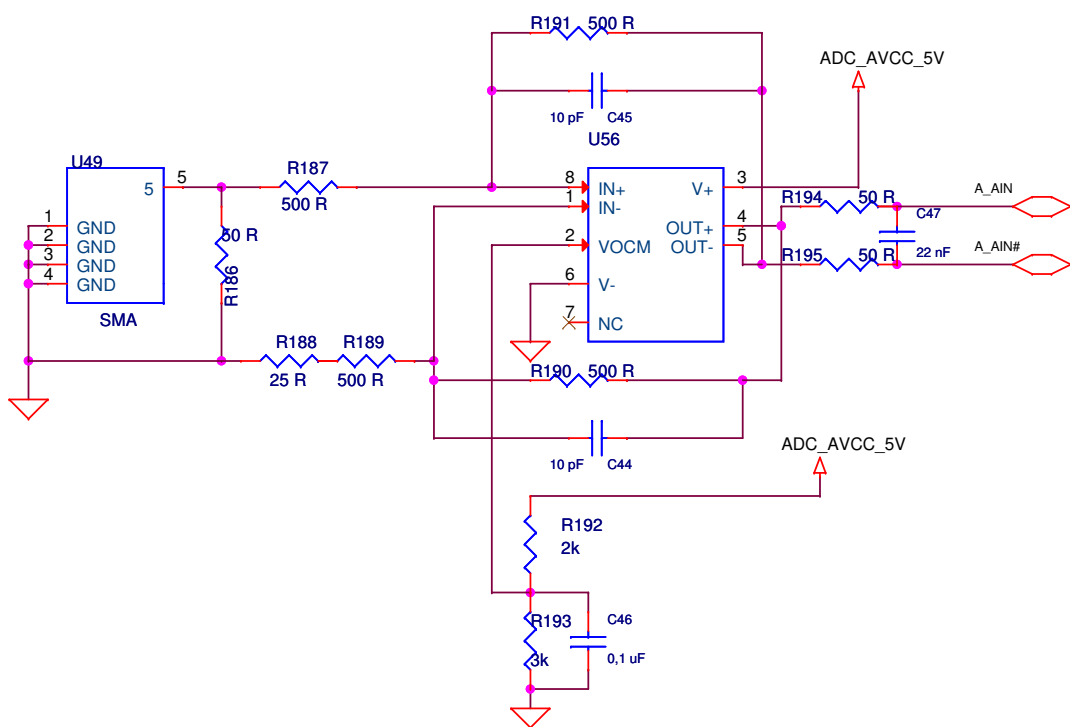 R191 500 R
ADC_AVCC_5V
10 pF C45
U56
U49
5 5
R187
500 R
8 IN+
1 IN-
V+ 3
R194 50 R
A_AIN
C47
1 GND
2 GND
3 GND
4 GND
50 R
R186
2 VOCM
OUT+ 4
OUT- 5
22 nF
A_AIN#
R195 50 R
6 V-
SMA
7 NC
R188 R189
25 R 500 R
R190 500 R
10 pF C44
ADC_AVCC_5V
R192
2k
R193
3k
C46
0,1 uF